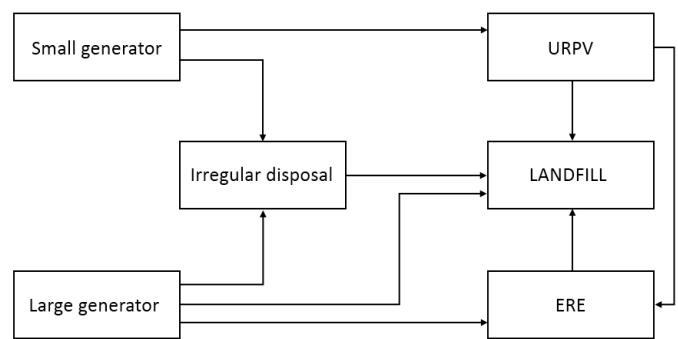 Small generator
URPV
Irregular disposal
LANDFILL
Large generator
ERE